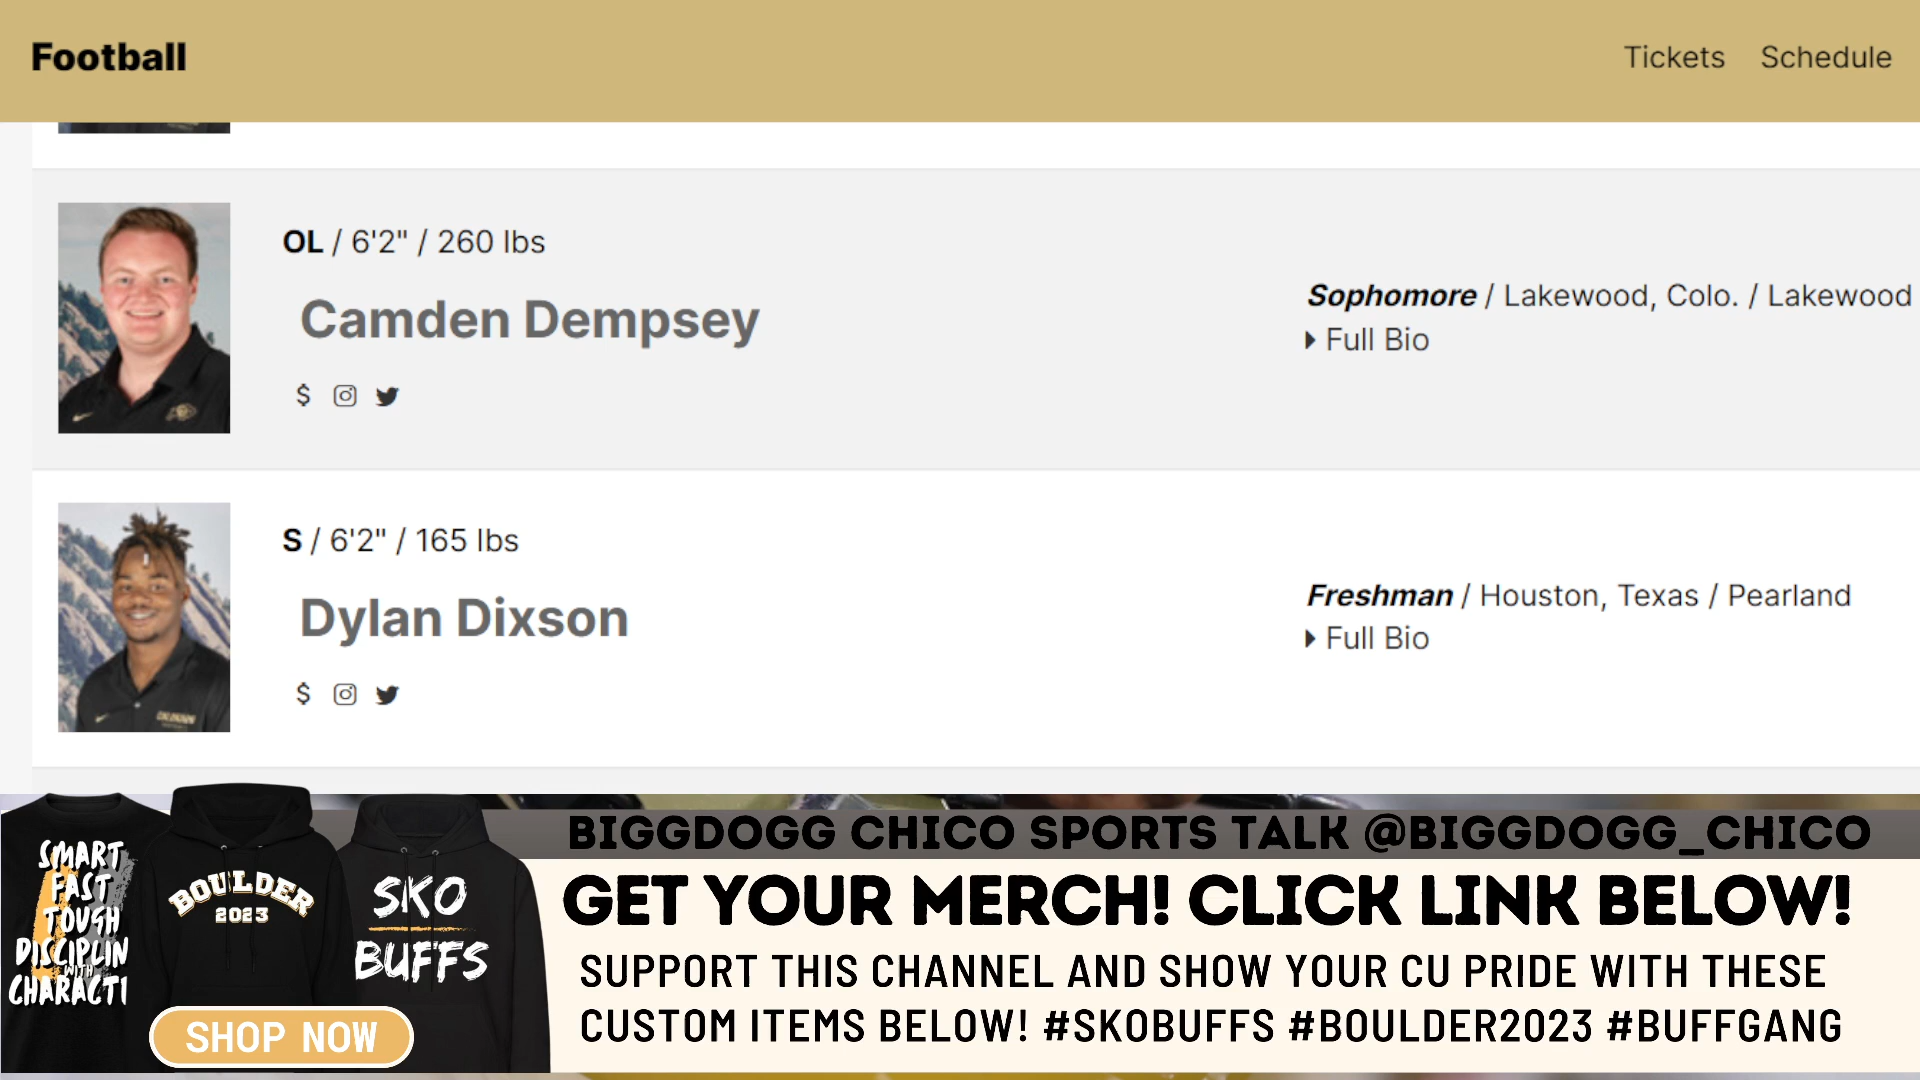 Football
Tickets Schedule
OL / 6'2" / 260 lbs
Camden Dempsey
Sophomore / Lakewood, Colo. / Lakewood
Full Bio
S / 6'2" / 165 lbs
Dylan Dixson
Freshman / Houston, Texas / Pearland
Full Bio
BIGGDOGG CHICO SPORTS TALK @BIGGDOGG_CHICO
GET YOUR MERCH! CLICK LINK BELOW!
SUPPORT THIS CHANNEL AND SHOW YOUR CU PRIDE WITH THESE
CUSTOM ITEMS BELOW! #SKOBUFFS #BOULDER2023 #BUFFGANG
SMART
FAST
TOUGH
DISCIPLIN
WITH
CHARACT
BOULDER
2023
SKO
BUFFS
SHOP NOW